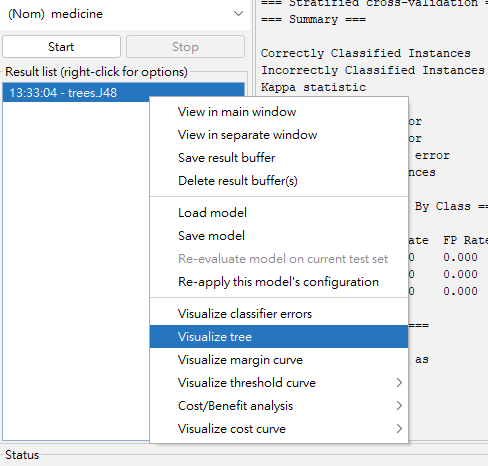 (Nom) medicine
Start
Stop
Result list (right-click for options)
13:33:04 - trees.J48
View in main window
View in separate window
Save result buffer
Delete result buffer(s)
Load model
Save model
Re-evaluate model on current test set
Re-apply this model's configuration
Visualize classifier errors
Visualize tree
Visualize margin curve
Visualize threshold curve
Cost/Benefit analysis
Visualize cost curve
=== Stratified cross-validation =
=== Summary ===
Correctly Classified Instances
Incorrectly Classified Instances
Kappa statistic
or
or
error
nces
By Class ==
ate FP Rate
0 0.000
0 0.000
0 0.000
===
as
Status